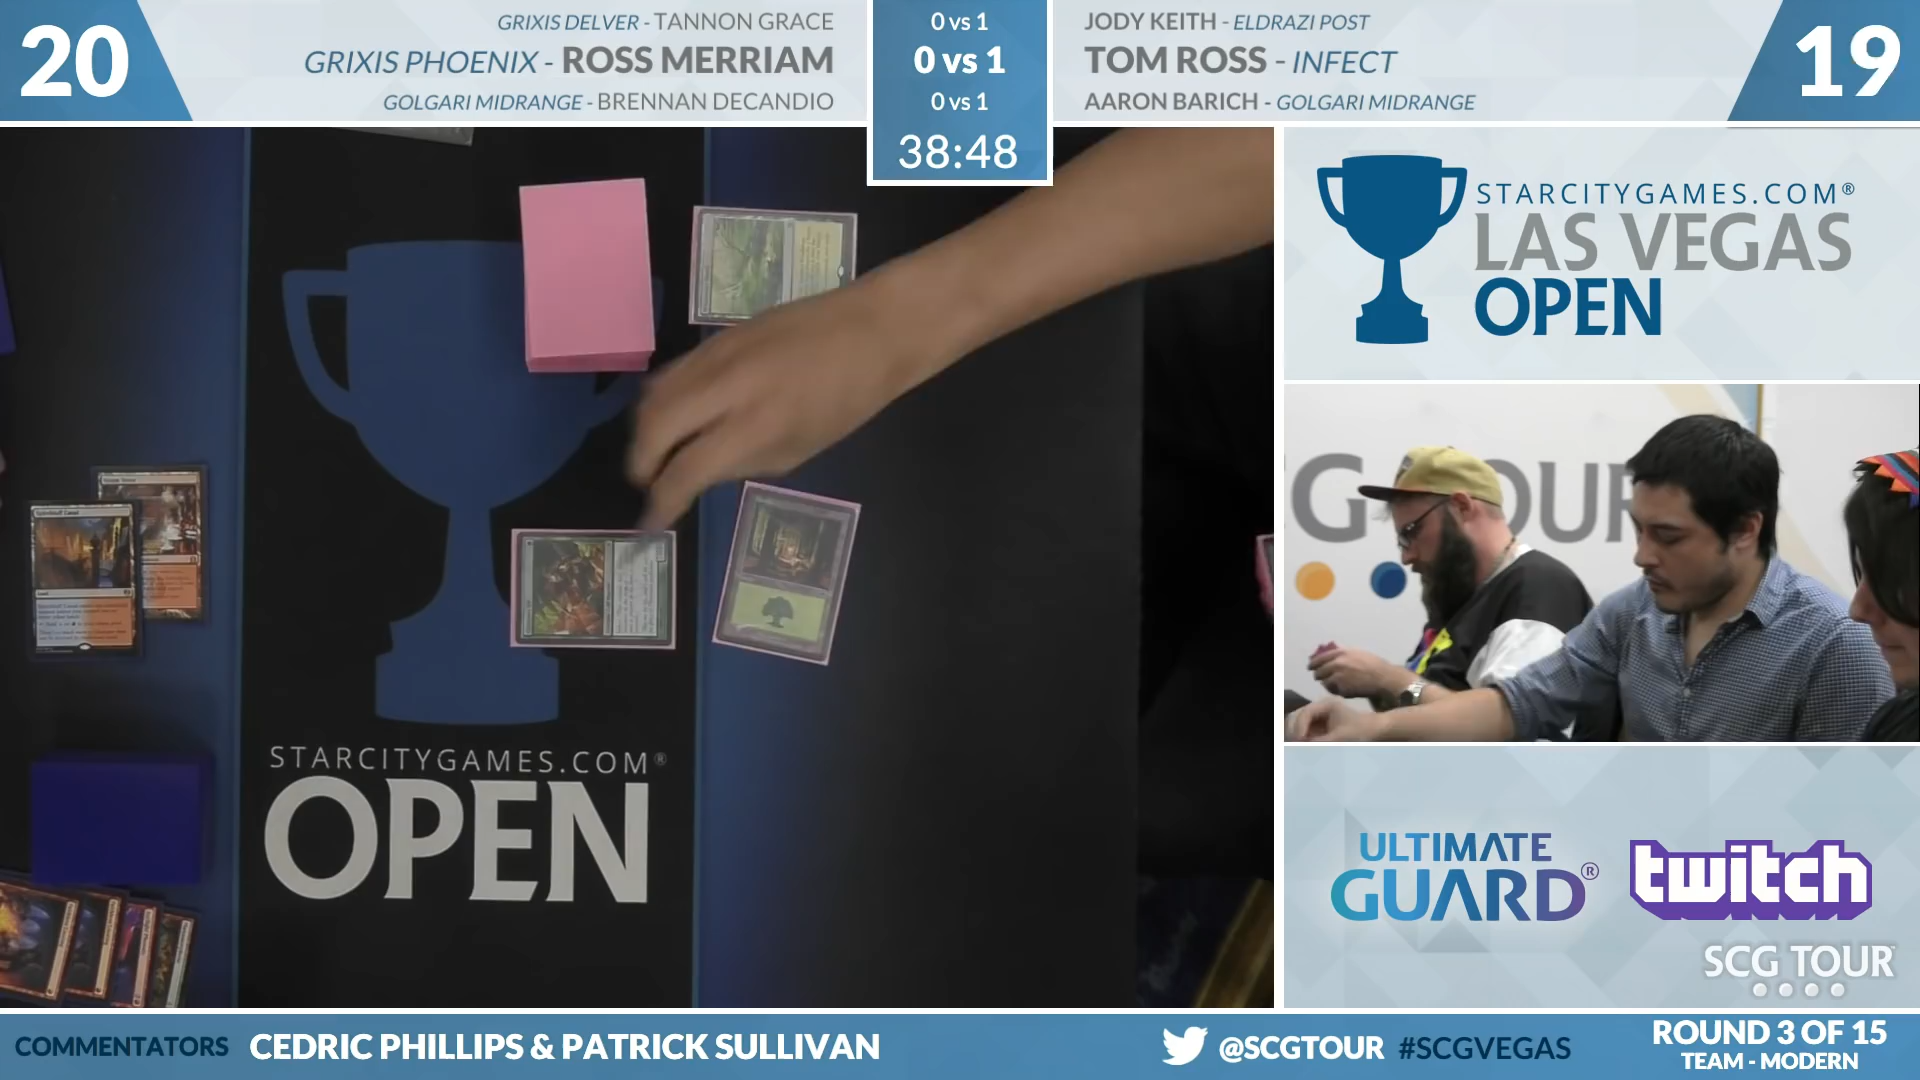 20
GRIXIS DELVER - TANNON GRACE
GRIXIS PHOENIX - ROSS MERRIAM
GOLGARI MIDRANGE - BRENNAN DECANDIO
0 vs 1
0 vs 1
0 vs 1
38:48
JODY KEITH - ELDRAZI POST
TOM ROSS - INFECT
AARON BARICH - GOLGARI MIDRANGE
19
STARCITYGAMES.COM®
LAS VEGAS
OPEN
STARCITYGAMES.COM®
OPEN
G TOUR
ULTIMATE
GUARD®
twitch
SCG TOUR
COMMENTATORS CEDRIC PHILLIPS & PATRICK SULLIVAN
@SCGTOUR #SCGVEGAS
ROUND 3 OF 15
TEAM - MODERN